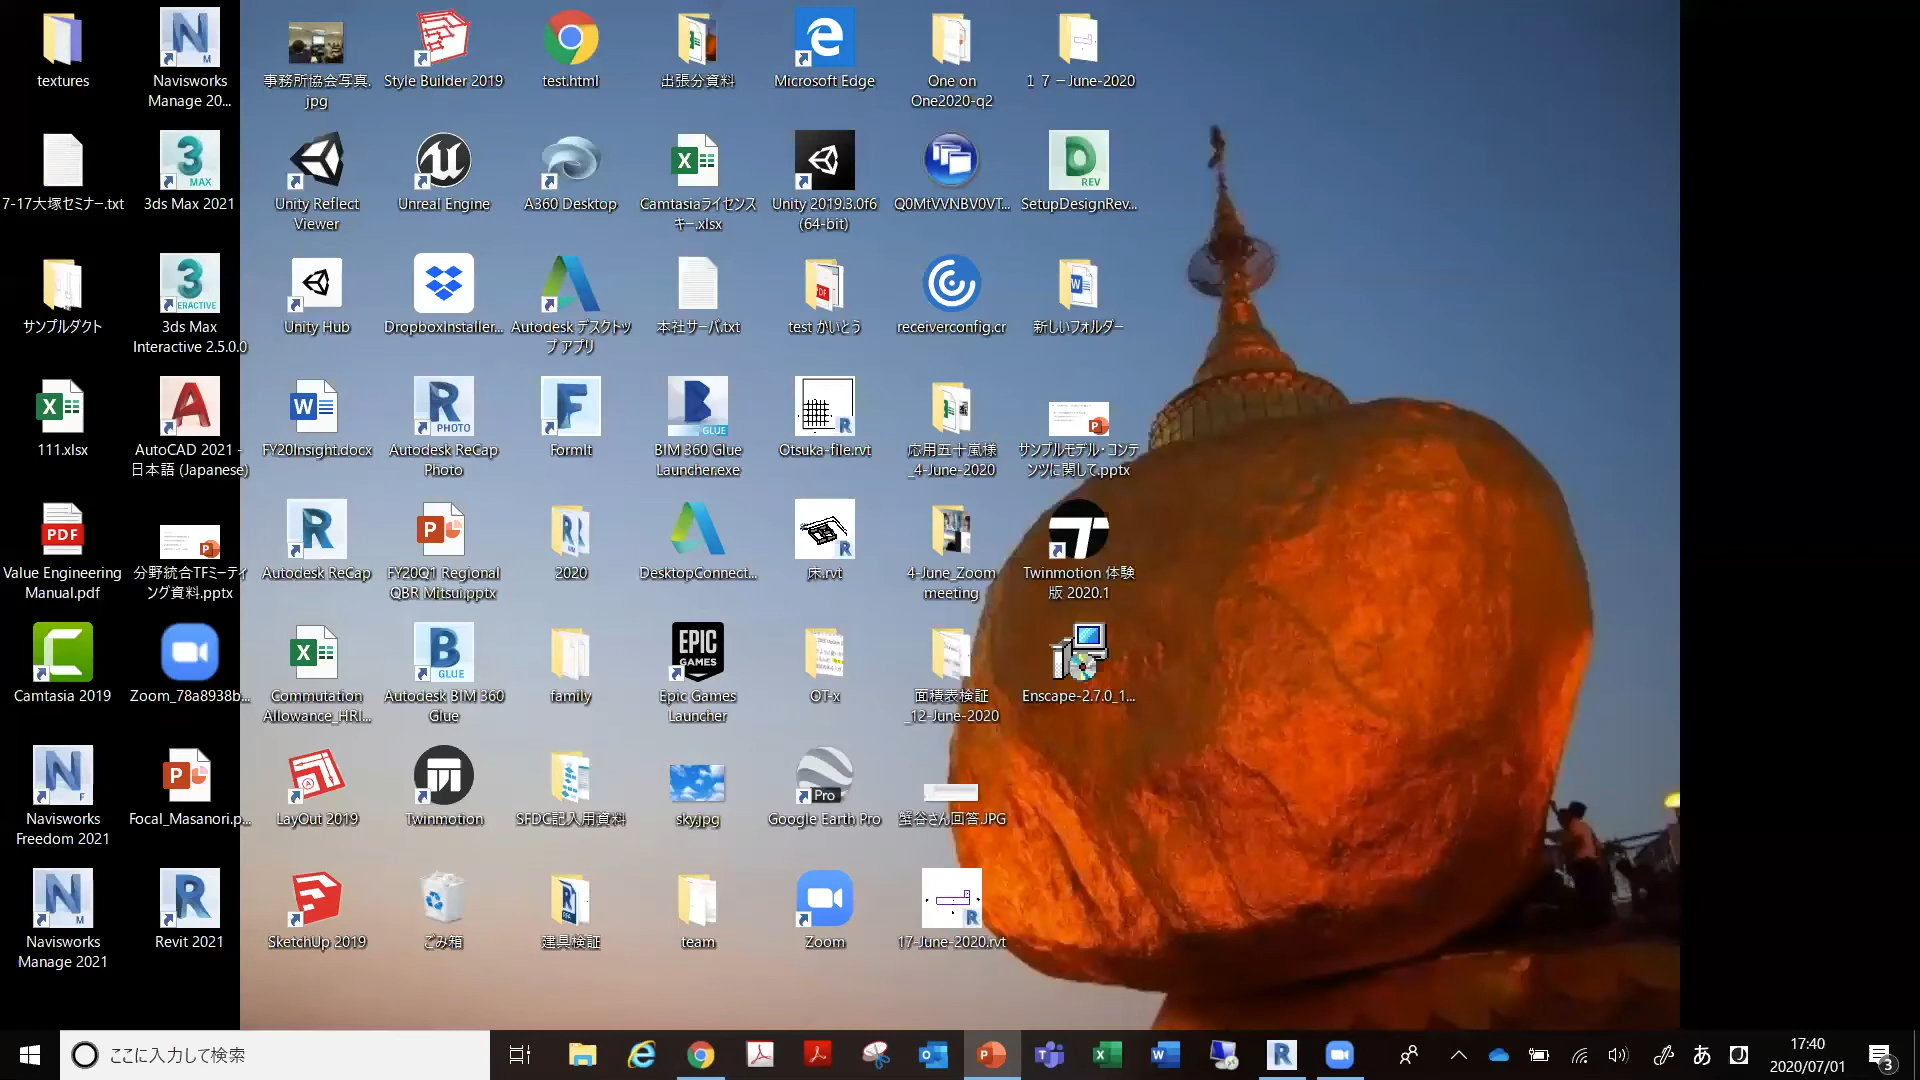 textures
Navisworks
Manage 20...
事務所協会写真.
jpg
Style Builder 2019
test.html
出張分資料
Microsoft Edge
One on
One2020-q2
１７－June-2020
7-17大塚セミナー.txt
3ds Max 2021
Unity Reflect
Viewer
Unreal Engine
A360 Desktop
Camtasiaライセンス
キー.xlsx
Unity 2019.3.0f6
(64-bit)
Q0MtVVNBV0VT...
SetupDesignRev...
サンプルダクト
3ds Max
Interactive 2.5.0.0
Unity Hub
DropboxInstaller...
Autodesk デスクトッ
プ アプリ
本社サーバ.txt
test かいとう
receiverconfig.cr
新しいフォルダー
111.xlsx
AutoCAD 2021 -
日本語 (Japanese)
FY20Insight.docx
Autodesk ReCap
Photo
FormIt
BIM 360 Glue
Launcher.exe
Otsuka-file.rvt
応用五十嵐様
_4-June-2020
サンプルモデル・コンテ
ンツに関して.pptx
Value Engineering
Manual.pdf
分野統合TFミーティ
ング資料.pptx
Autodesk ReCap
FY20Q1 Regional
QBR Mitsui.pptx
2020
DesktopConnect...
床.rvt
4-June_Zoom
meeting
Twinmotion 体験
版 2020.1
Camtasia 2019
Zoom_78a8938b...
Commutation
Allowance_HRI...
Autodesk BIM 360
Glue
family
Epic Games
Launcher
OT-x
面積表検証
_12-June-2020
Enscape-2.7.0_1...
Navisworks
Freedom 2021
Focal_Masanori.p...
LayOut 2019
Twinmotion
SFDC記入用資料
sky.jpg
Google Earth Pro
蟹谷さん回答.JPG
Navisworks
Manage 2021
Revit 2021
SketchUp 2019
ごみ箱
建具検証
team
Zoom
17-June-2020.rvt
ここに入力して検索
あ
17:40
2020/07/01
3